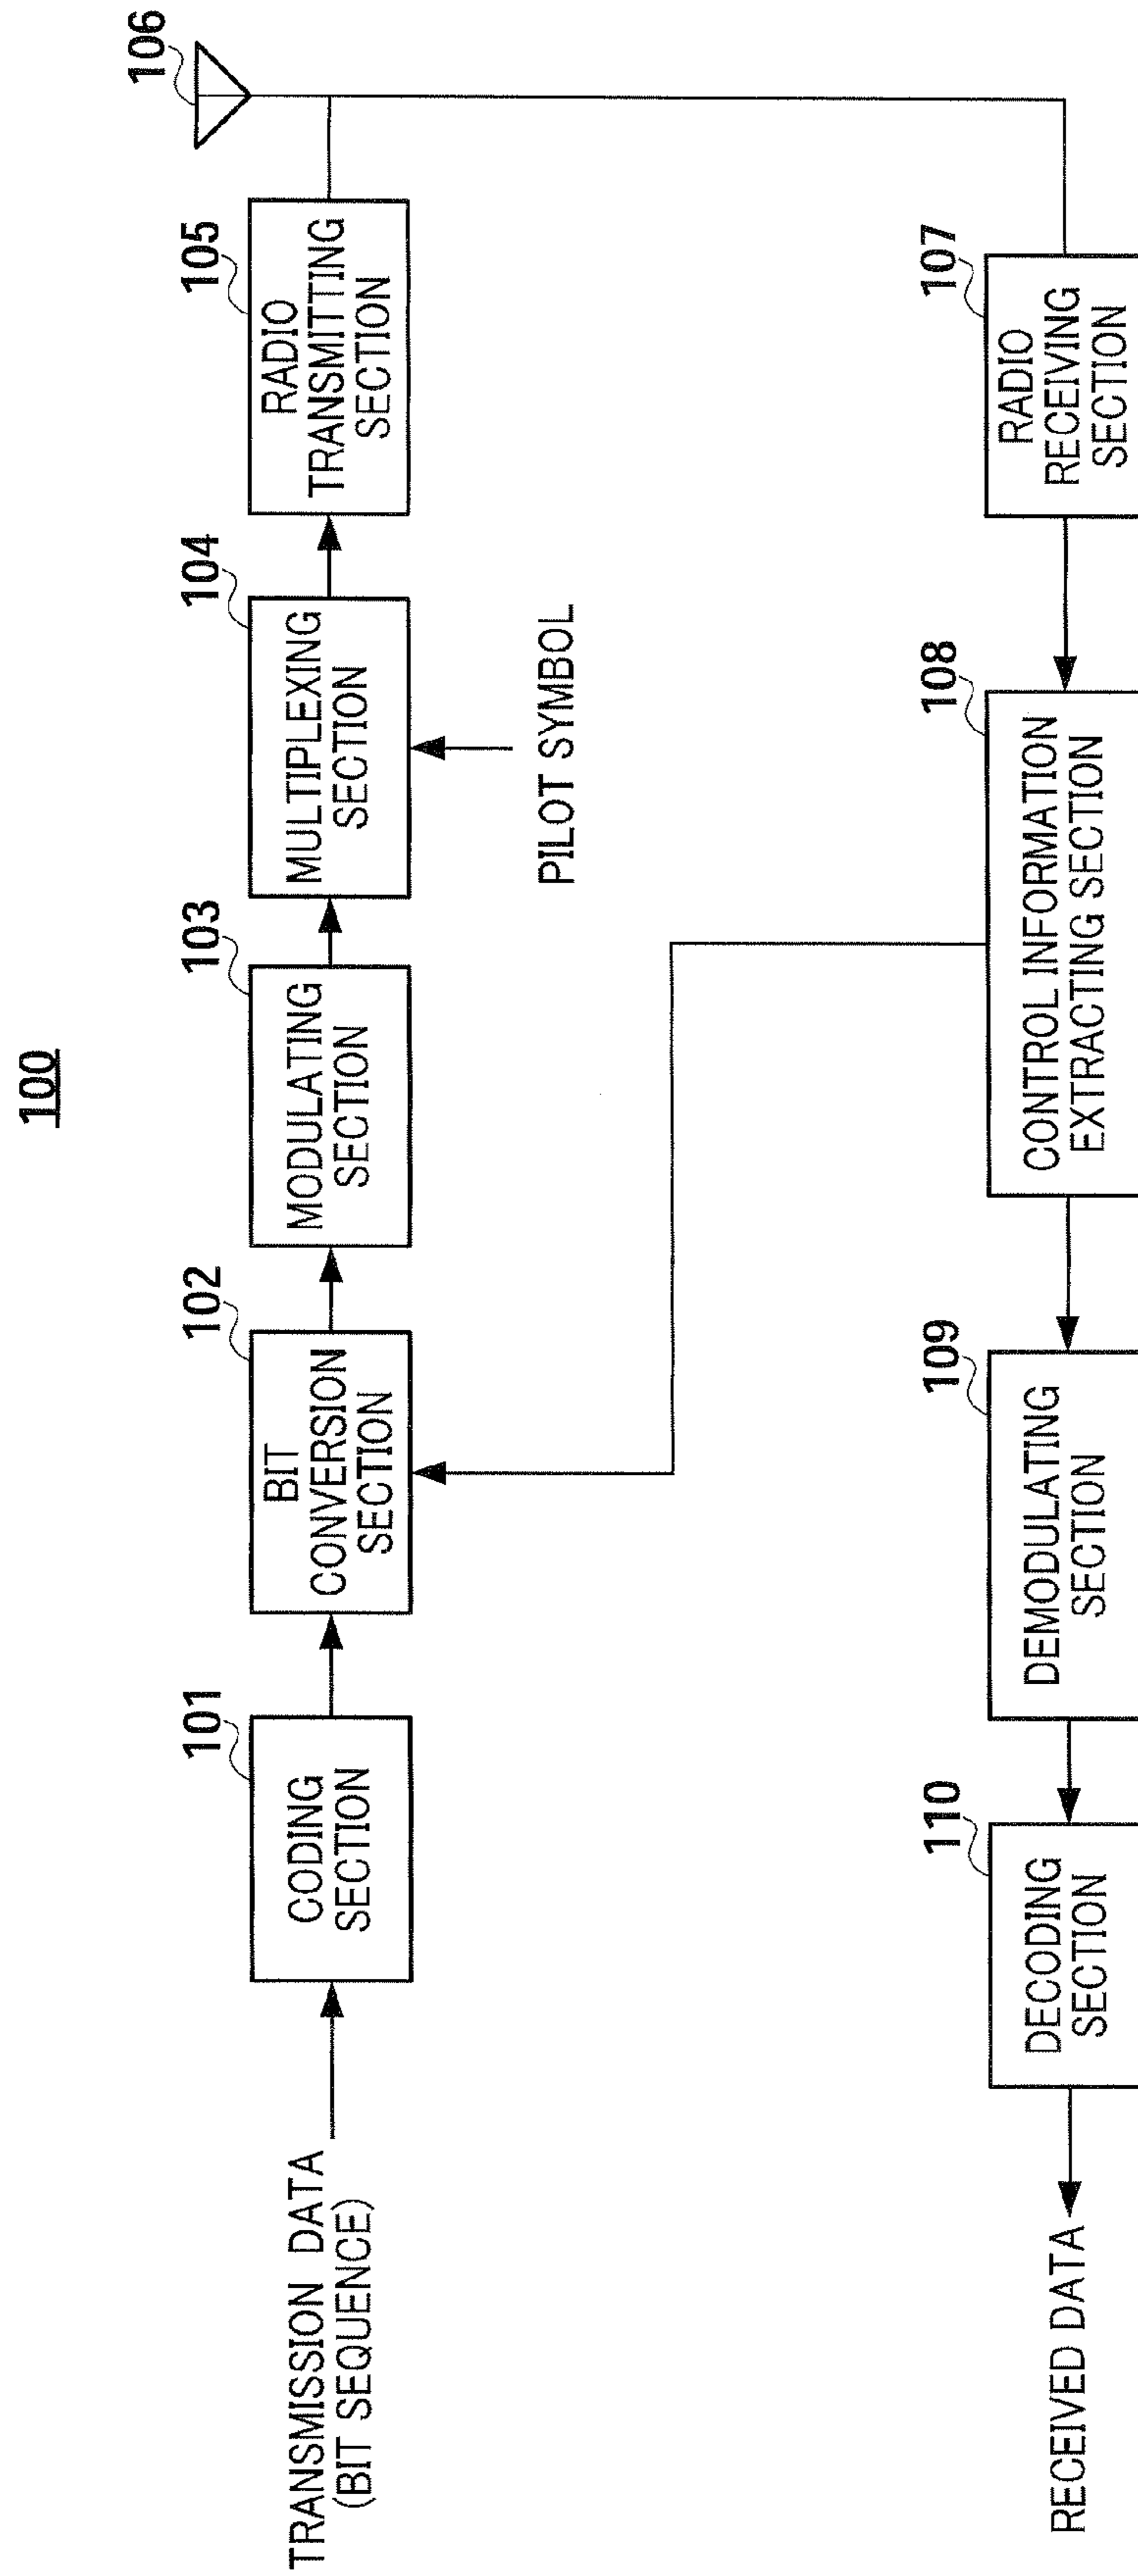 100
TRANSMISSION DATA
(BIT SEQUENCE)
101
CODING
SECTION
102
BIT
CONVERSION
SECTION
103
MODULATING
SECTION
104
MULTIPLEXING
SECTION
PILOT SYMBOL
105
RADIO
TRANSMITTING
SECTION
106
RECEIVED DATA
110
DECODING
SECTION
109
DEMODULATING
SECTION
108
CONTROL INFORMATION
EXTRACTING SECTION
107
RADIO
RECEIVING
SECTION